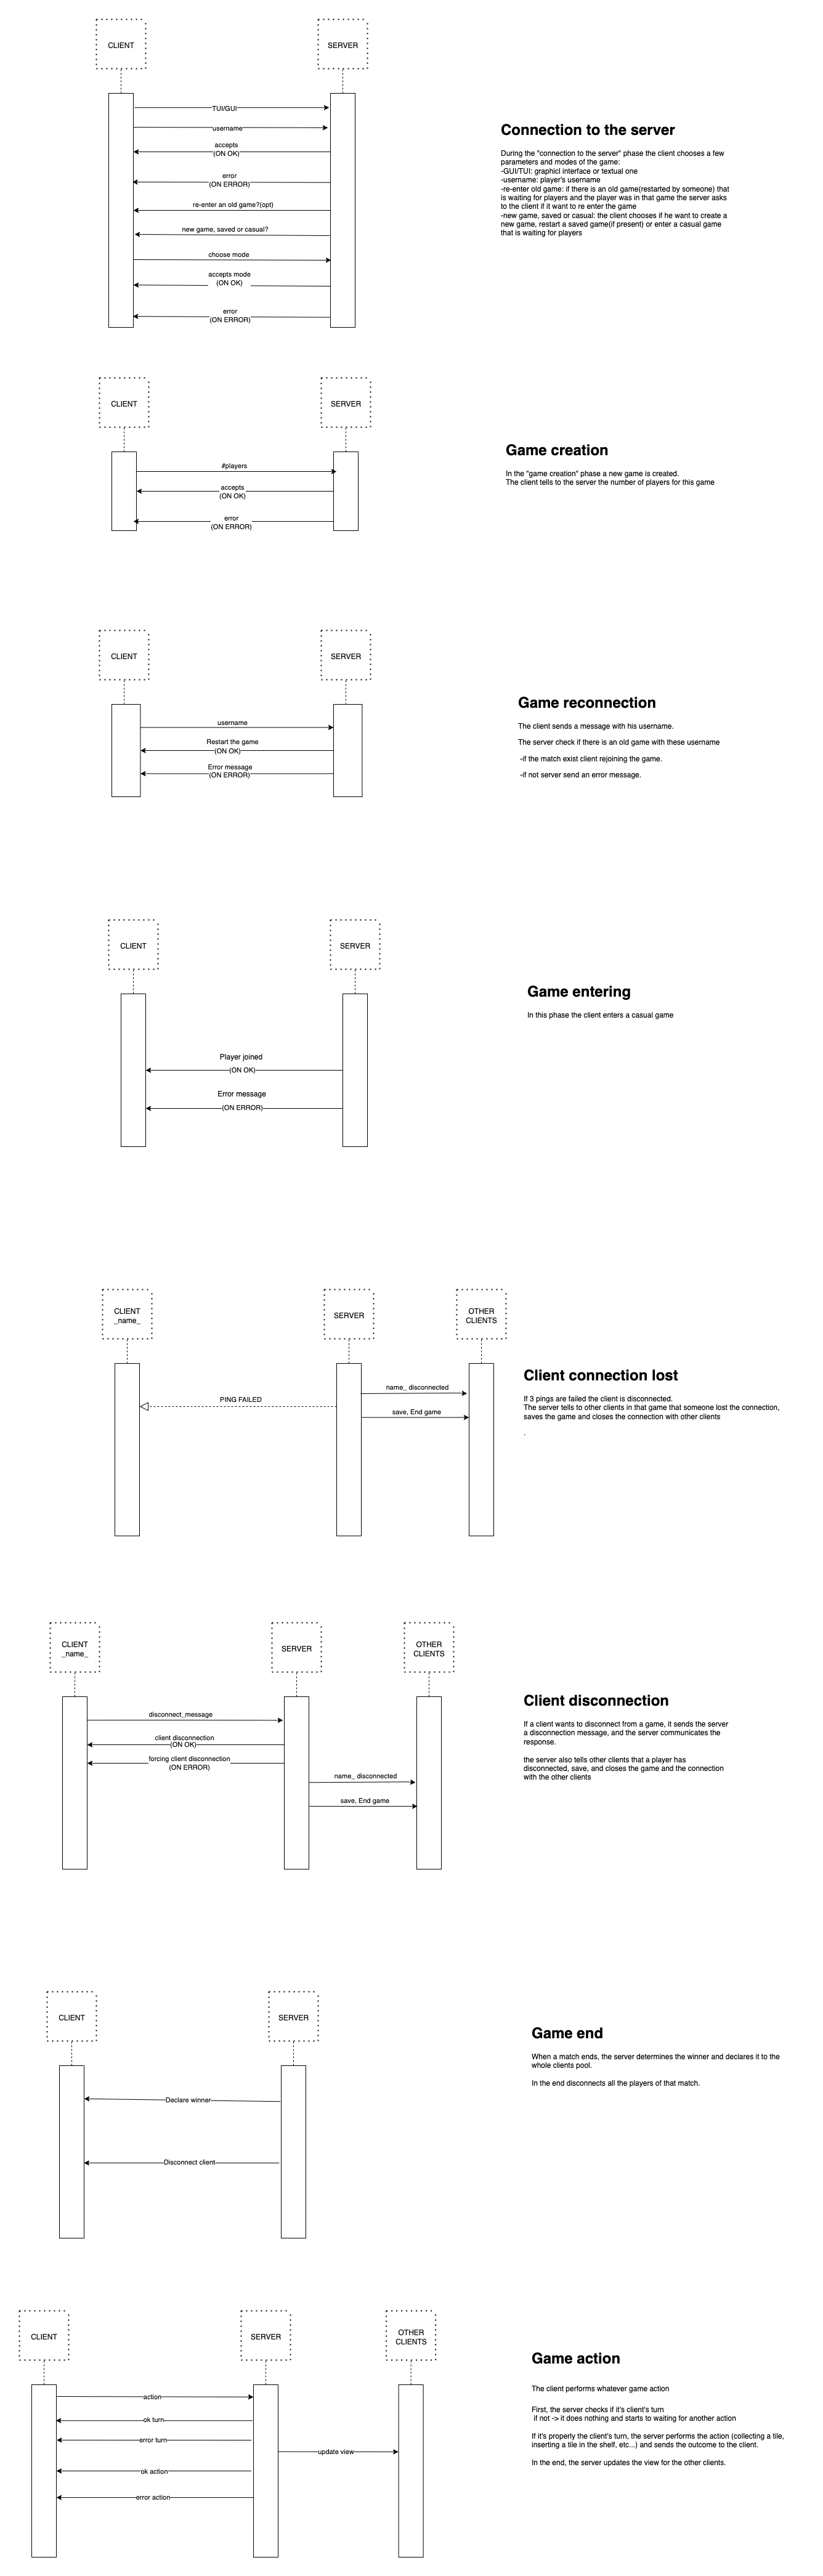 CLIENT
SERVER
TUI/GUI
username
accepts
(ON OK)
error
(ON ERROR)
re-enter an old game?(opt)
new game, saved or casual?
choose mode
accepts mode
(ON OK)
error
(ON ERROR)
Connection to the server
During the "connection to the server" phase the client chooses a few
parameters and modes of the game:
-GUI/TUI: graphicl interface or textual one
-username: player's username
-re-enter old game: if there is an old game(restarted by someone) that
is waiting for players and the player was in that game the server asks
to the client if it want to re enter the game
-new game, saved or casual: the client chooses if he want to create a
new game, restart a saved game(if present) or enter a casual game
that is waiting for players
CLIENT
SERVER
#players
accepts
(ON OK)
error
(ON ERROR)
Game creation
In the "game creation" phase a new game is created.
The client tells to the server the number of players for this game
CLIENT
SERVER
username
Restart the game
(ON OK)
Error message
(ON ERROR)
Game reconnection
The client sends a message with his username.
The server check if there is an old game with these username
-if the match exist client rejoining the game.
-if not server send an error message.
CLIENT
SERVER
Player joined
(ON OK)
Error message
(ON ERROR)
Game entering
In this phase the client enters a casual game
CLIENT
_name_
SERVER
OTHER
CLIENTS
name_ disconnected
PING FAILED
save, End game
Client connection lost
If 3 pings are failed the client is disconnected.
The server tells to other clients in that game that someone lost the connection,
saves the game and closes the connection with other clients
.
CLIENT
_name_
SERVER
OTHER
CLIENTS
disconnect_message
client disconnection
(ON OK)
forcing client disconnection
(ON ERROR)
name_ disconnected
save, End game
Client disconnection
If a client wants to disconnect from a game, it sends the server
a disconnection message, and the server communicates the
response.
the server also tells other clients that a player has
disconnected, save, and closes the game and the connection
with the other clients
CLIENT
SERVER
Declare winner
Disconnect client
Game end
When a match ends, the server determines the winner and declares it to the
whole clients pool.
In the end disconnects all the players of that match.
CLIENT
SERVER
OTHER
CLIENTS
action
ok turn
error turn
update view
ok action
error action
Game action
The client performs whatever game action
First, the server checks if it's client's turn
if not -> it does nothing and starts to waiting for another action
If it's properly the client's turn, the server performs the action (collecting a tile,
inserting a tile in the shelf, etc...) and sends the outcome to the client.
In the end, the server updates the view for the other clients.